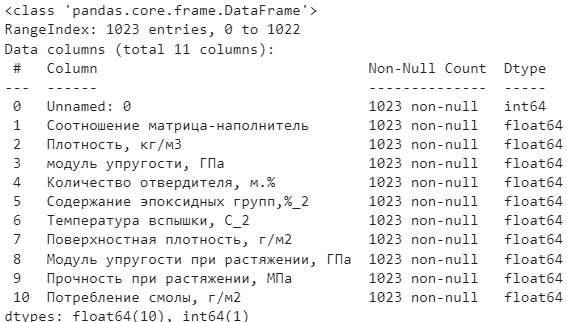 <class 'pandas.core.frame.DataFrame'>
RangeIndex: 1023 entries, 0 to 1022
Data columns (total 11 columns):
 #   Column                                Non-Null Count  Dtype
---  ------                                --------------  -----
 0   Unnamed: 0                            1023 non-null   int64
 1   Соотношение матрица-наполнитель       1023 non-null   float64
 2   Плотность, кг/м3                      1023 non-null   float64
 3   модуль упругости, ГПа                 1023 non-null   float64
 4   Количество отвердителя, м.%           1023 non-null   float64
 5   Содержание эпоксидных групп,%_2       1023 non-null   float64
 6   Температура вспышки, С_2              1023 non-null   float64
 7   Поверхностная плотность, г/м2         1023 non-null   float64
 8   Модуль упругости при растяжении, ГПа  1023 non-null   float64
 9   Прочность при растяжении, МПа         1023 non-null   float64
 10  Потребление смолы, г/м2               1023 non-null   float64
dtypes: float64(10), int64(1)